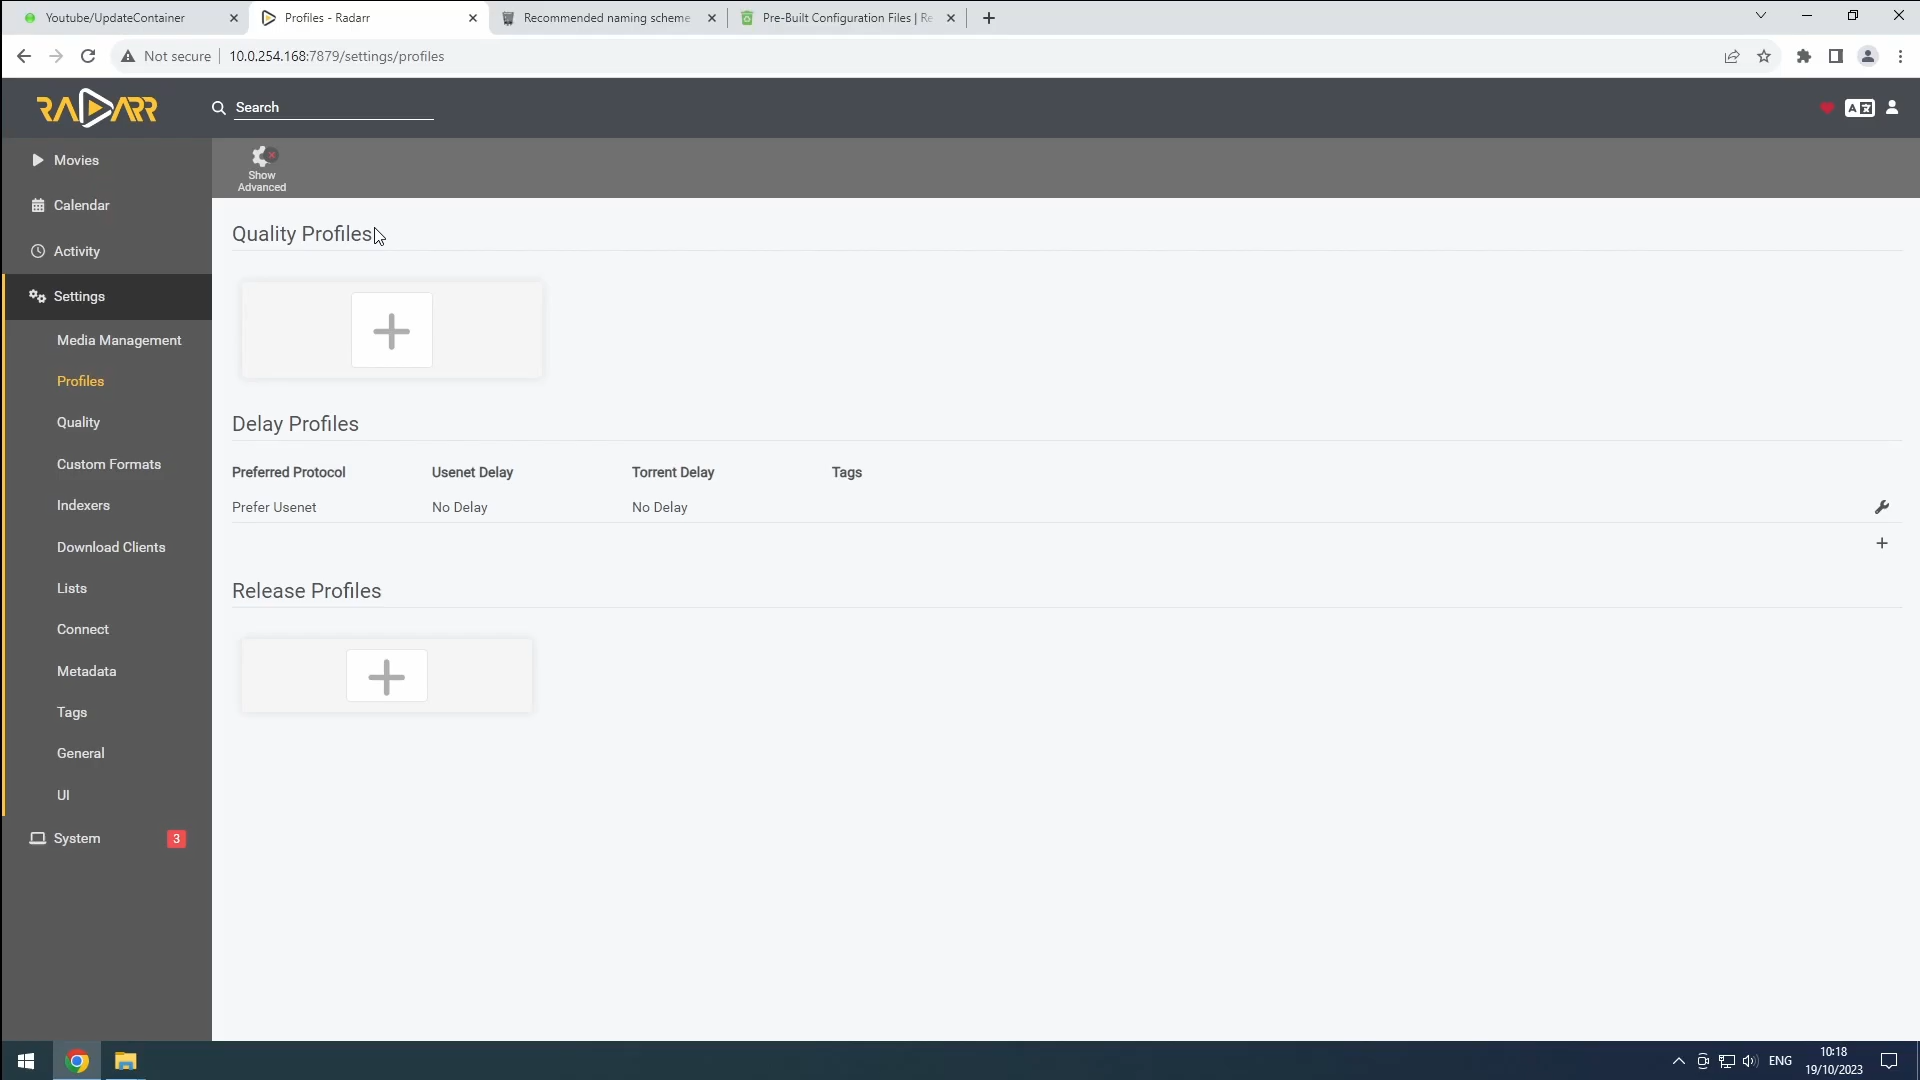 Youtube/UpdateContainer
Profiles - Radarr
Recommended naming scheme
Pre-Built Configuration Files | Re
Not secure
10.0.254.168:7879/settings/profiles
RADARR
Search
Movies
Calendar
Activity
Settings
Media Management
Profiles
Quality
Custom Formats
Indexers
Download Clients
Lists
Connect
Metadata
Tags
General
UI
System 3
Show
Advanced
Quality Profiles
Delay Profiles
Preferred Protocol Usenet Delay Torrent Delay Tags
Prefer Usenet No Delay No Delay
Release Profiles
ENG
10:18
19/10/2023